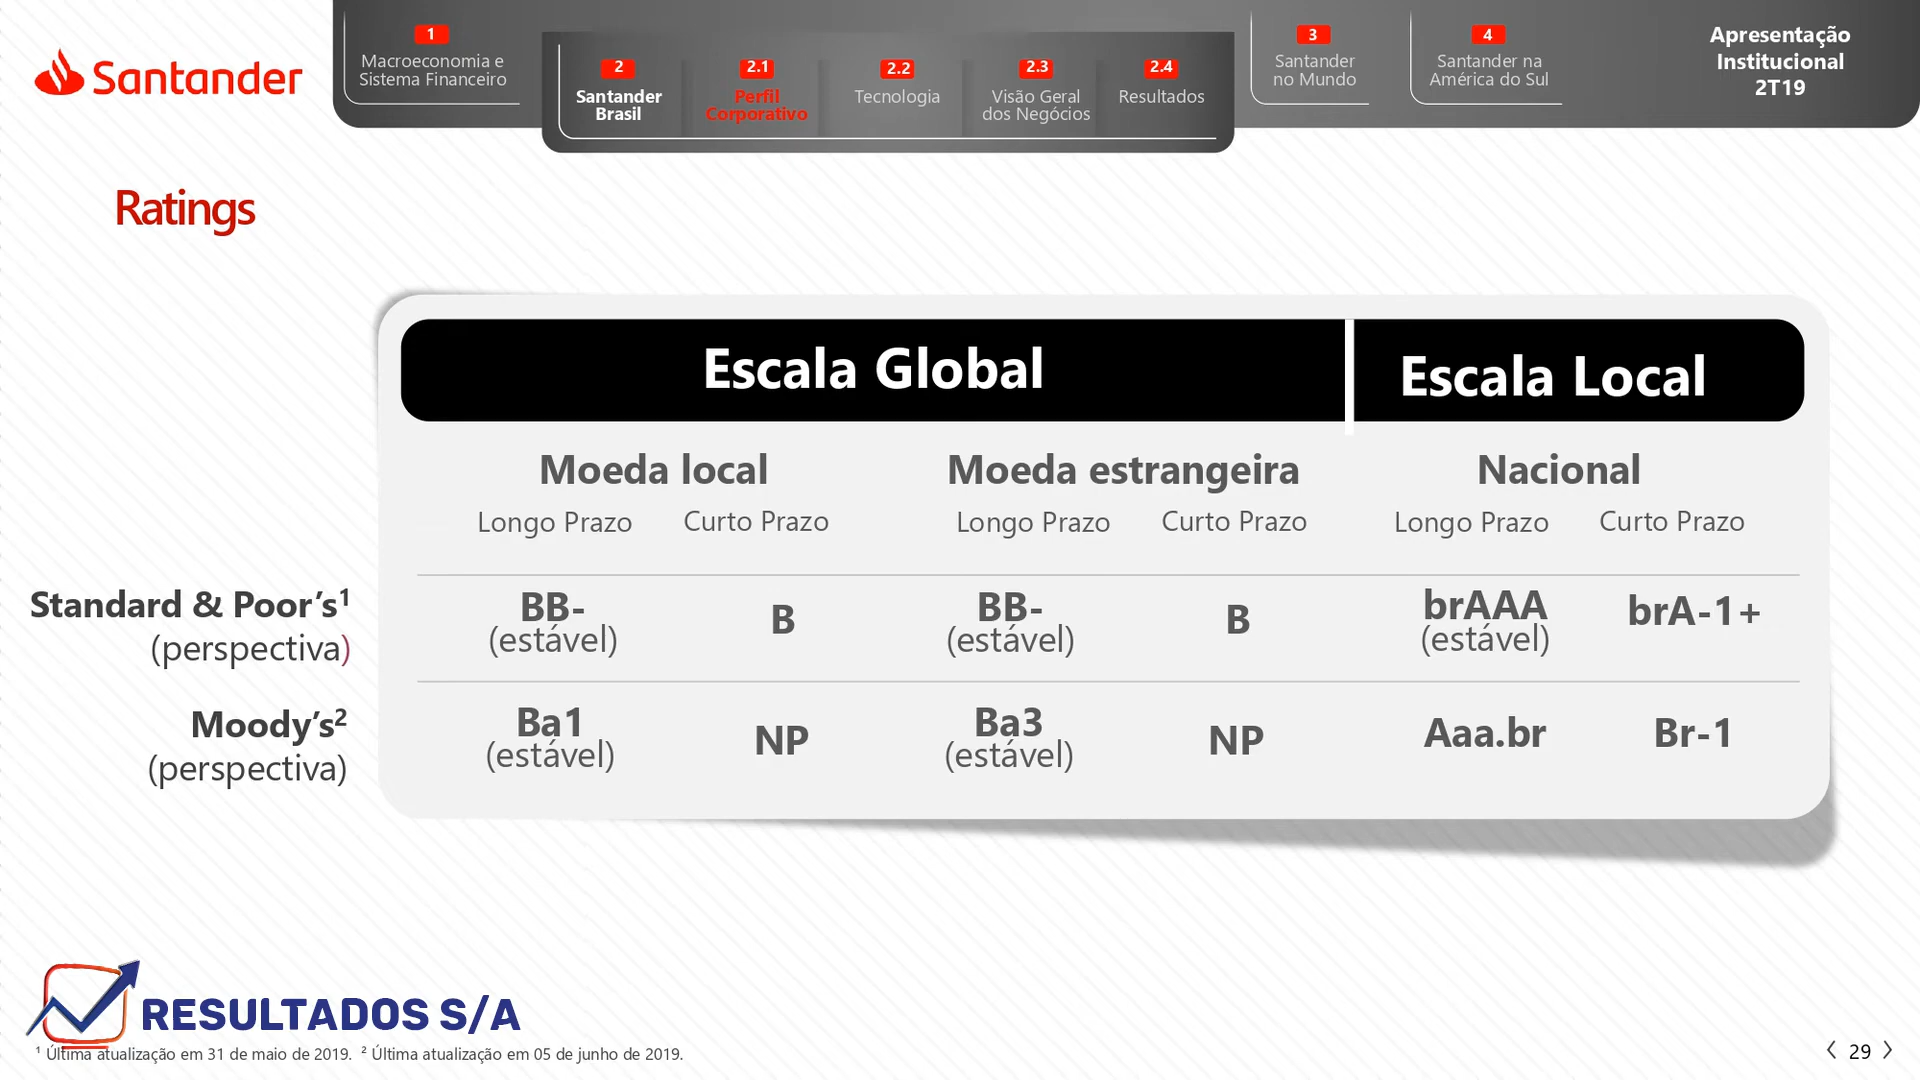 Santander
1
Macroeconomia e
Sistema Financeiro
2
Santander
Brasil
2.1
Perfil
Corporativo
2.2
Tecnologia
2.3
Visão Geral
dos Negócios
2.4
Resultados
3
Santander
no Mundo
4
Santander na
América do Sul
Apresentação
Institucional
2T19
Ratings
Escala Global
Escala Local
Moeda local
Moeda estrangeira
Nacional
Longo Prazo
Curto Prazo
Longo Prazo
Curto Prazo
Longo Prazo
Curto Prazo
Standard & Poor’s¹
(perspectiva)
BB-
(estável)
B
BB-
(estável)
B
brAAA
(estável)
brA-1+
Moody’s²
(perspectiva)
Ba1
(estável)
NP
Ba3
(estável)
NP
Aaa.br
Br-1
RESULTADOS S/A
¹ Última atualização em 31 de maio de 2019. ² Última atualização em 05 de junho de 2019.
29